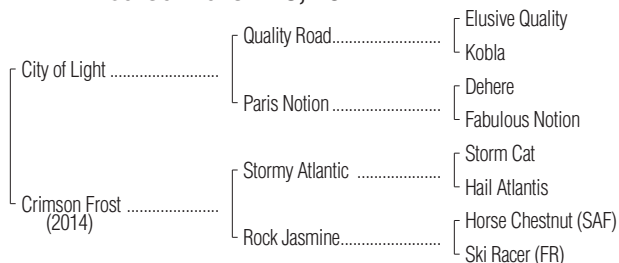 Elusive Quality
Quality Road
Kobla
City of Light
Dehere
Paris Notion
Fabulous Notion
Storm Cat
Stormy Atlantic
Hail Atlantis
Crimson Frost
(2014)
Horse Chestnut (SAF)
Rock Jasmine
Ski Racer (FR)